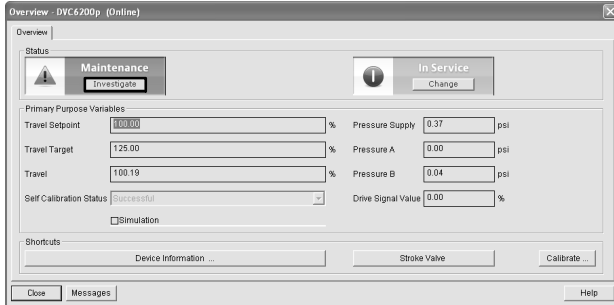 Overview - DVC6200p (Online)
Overview
Status
Maintenance
Investigate
In Service
Change
Primary Purpose Variables
Travel Setpoint 100.00 % Pressure Supply 0.37 psi
Travel Target 125.00 % Pressure A 0.00 psi
Travel 100.19 % Pressure B 0.04 psi
Self Calibration Status Successful Drive Signal Value 0.00 %
Simulation
Shortcuts
Device Information ... Stroke Valve Calibrate ...
Close Messages Help